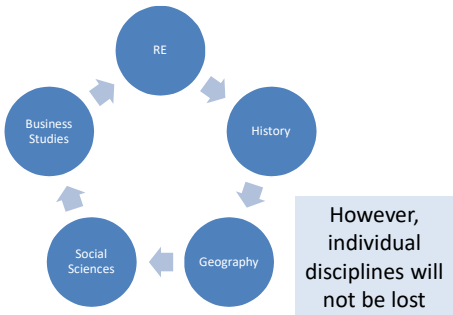 RE
History
Geography
Social
Sciences
Business
Studies
However,
individual
disciplines will
not be lost